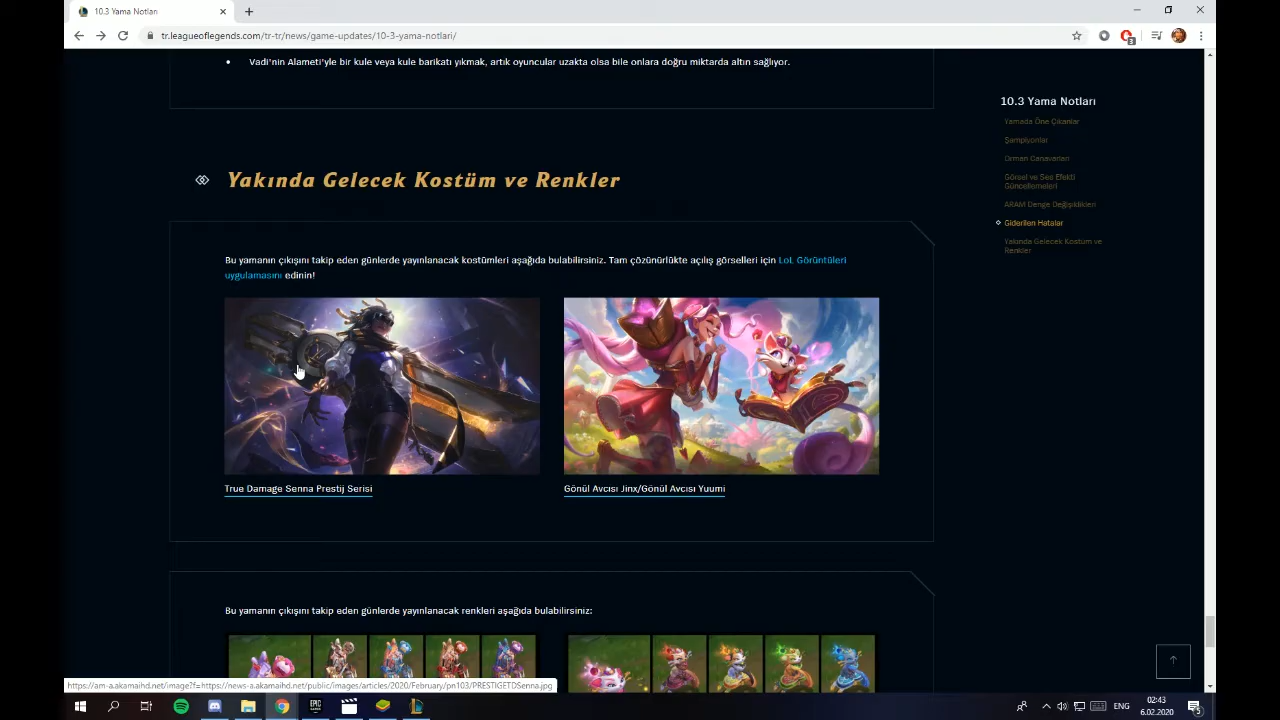 10.3 Yama Notları
tr.leagueoflegends.com/tr-tr/news/game-updates/10-3-yama-notlari/
3
Vadi'nin Alameti'yle bir kule veya kule barikatı yıkmak, artık oyuncular uzakta olsa bile onlara doğru miktarda altın sağlıyor.
10.3 Yama Notları
Yamada Öne Çıkanlar
Şampiyonlar
Orman Canavarları
Görsel ve Ses Efekti
Güncellemeleri
ARAM Denge Değişiklikleri
Giderilen Hatalar
Yakında Gelecek Kostüm ve
Renkler
Yakında Gelecek Kostüm ve Renkler
Bu yamanın çıkışını takip eden günlerde yayınlanacak kostümleri aşağıda bulabilirsiniz. Tam çözünürlükte açılış görselleri için LoL Görüntüleri
uygulamasını edinin!
True Damage Senna Prestij Serisi
Gönül Avcısı Jinx/Gönül Avcısı Yuumi
Bu yamanın çıkışını takip eden günlerde yayınlanacak renkleri aşağıda bulabilirsiniz:
https://am-a.akamaihd.net/image?f=https://news-a.akamaihd.net/public/images/articles/2020/February/pn103/PRESTIGETDSenna.jpg
EPIC
ENG
02:43
6.02.2020